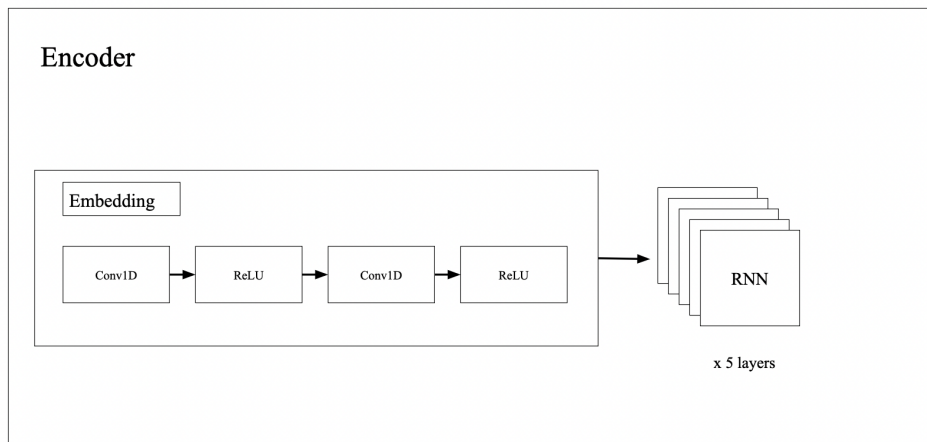 Encoder
Embedding
Conv1D
ReLU
Conv1D
ReLU
RNN
x 5 layers